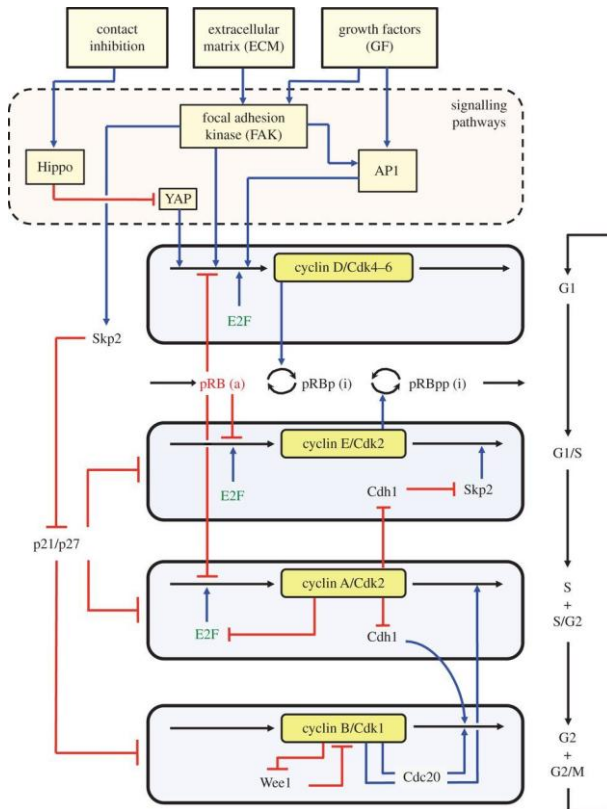 contact
inhibition
extracellular
matrix (ECM)
growth factors
(GF)
signalling
pathways
focal adhesion
kinase (FAK)
Hippo
AP1
YAP
cyclin D/Cdk4–6
G1
E2F
Skp2
pRB (a)
pRBp (i)
pRBpp (i)
cyclin E/Cdk2
G1/S
Cdh1
Skp2
E2F
p21/p27
cyclin A/Cdk2
S
+
S/G2
E2F
Cdh1
cyclin B/Cdk1
G2
+
G2/M
Wee1
Cdc20